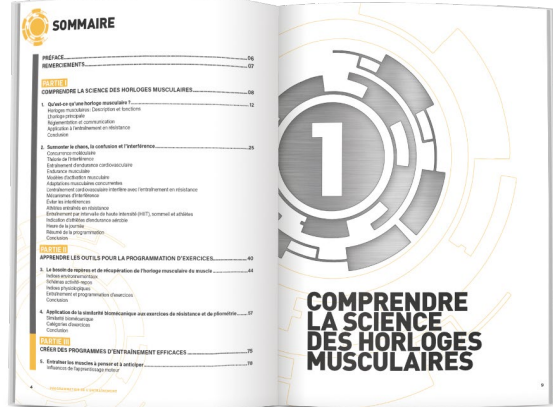 SOMMAIRE
PRÉFACE 06
REMERCIEMENTS 07
PARTIE I
COMPRENDRE LA SCIENCE DES HORLOGES MUSCULAIRES 08
1. Qu'est-ce qu'une horloge musculaire ? 12
Horloges musculaires : Description et fonctions
L'horloge principale
Réglementation et communication
Application à l'entraînement en résistance
Conclusion
2. Surmonter le chaos, la confusion et l'interférence 25
Concurrence moléculaire
Théorie de l'interférence
Entraînement d'endurance cardiovasculaire
Endurance musculaire
Modèles d'activation musculaire
Adaptations musculaires concurrentes
L'entraînement cardiovasculaire interfère avec l'entraînement en résistance
Mécanismes d'interférence
Éviter les interférences
Athlètes entraînés en résistance
Entraînement par intervalle de haute intensité (HIIT), sommeil et athlètes
Indication d'athlètes d'endurance aérobie
Heure de la journée
Résumé de la programmation
Conclusion
PARTIE II
APPRENDRE LES OUTILS POUR LA PROGRAMMATION D'EXERCICES 40
3. Le besoin de repères et de récupération de l'horloge musculaire du muscle 44
Indices environnementaux
Schémas activité-repos
Indices physiologiques
Entraînement et programmation d'exercices
Conclusion
4. Application de la similarité biomécanique aux exercices de résistance et de pliométrie 57
Similarité biomécanique
Catégories d'exercices
Conclusion
PARTIE III
CRÉER DES PROGRAMMES D'ENTRAÎNEMENT EFFICACES 75
5. Entraîner les muscles à penser et à anticiper 78
Influences de l'apprentissage moteur
1
COMPRENDRE
LA SCIENCE
DES HORLOGES
MUSCULAIRES